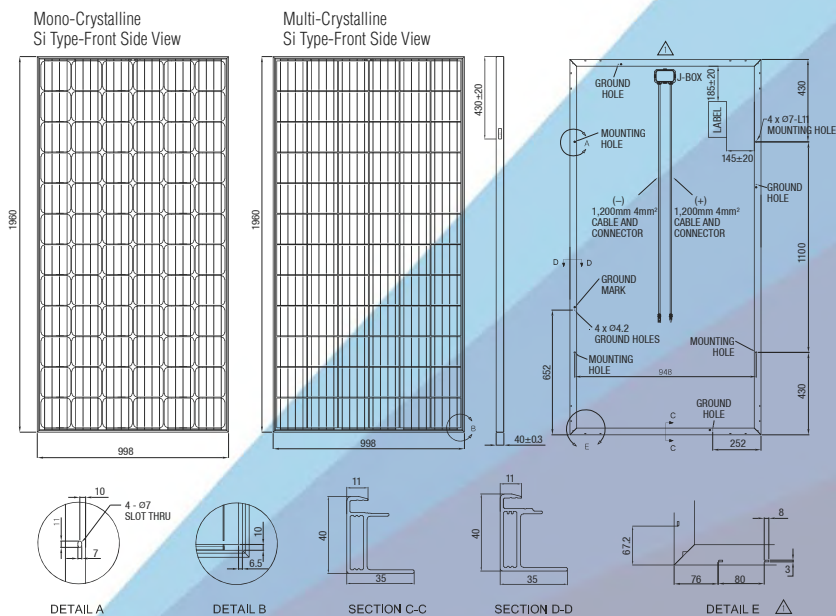 Mono-Crystalline
Si Type-Front Side View
Multi-Crystalline
Si Type-Front Side View
1960
998
1960
998
430±20
40±0.3
GROUND
HOLE
J-BOX
185±20
LABEL
430
4 x Ø7-L11
MOUNTING HOLE
MOUNTING
HOLE
A
145±20
GROUND
HOLE
(–)
1,200mm 4mm²
CABLE AND
CONNECTOR
(+)
1,200mm 4mm²
CABLE AND
CONNECTOR
1100
D
D
GROUND
MARK
4 x Ø4.2
GROUND HOLES
MOUNTING
HOLE
MOUNTING
HOLE
652
948
430
GROUND
HOLE
C
C
252
B
E
10
4 - Ø7
SLOT THRU
11
7
DETAIL A
10
6.5
DETAIL B
11
40
35
SECTION C-C
11
40
35
SECTION D-D
8
67.2
3
76
80
DETAIL E